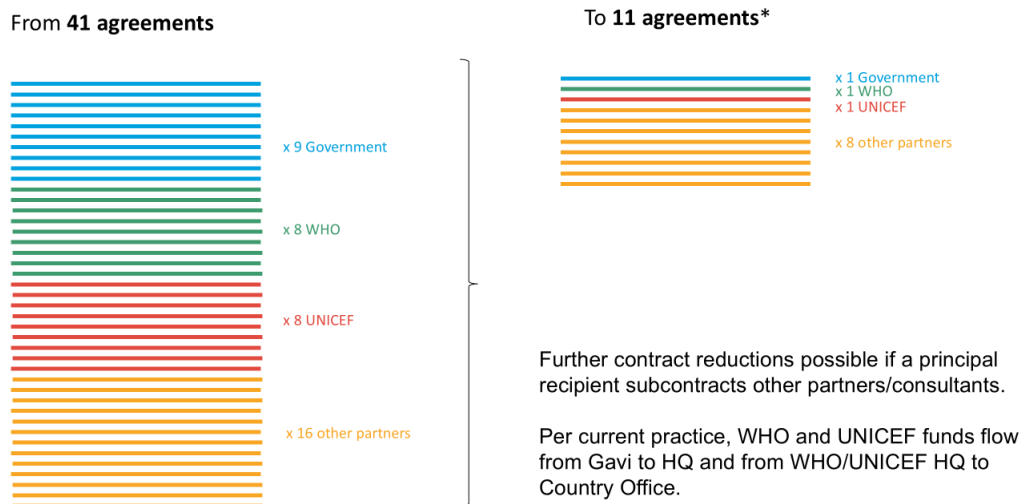 From 41 agreements
To 11 agreements*
x 9 Government
x 8 WHO
x 8 UNICEF
x 16 other partners
x 1 Government
x 1 WHO
x 1 UNICEF
x 8 other partners
Further contract reductions possible if a principal
recipient subcontracts other partners/consultants.
Per current practice, WHO and UNICEF funds flow
from Gavi to HQ and from WHO/UNICEF HQ to
Country Office.